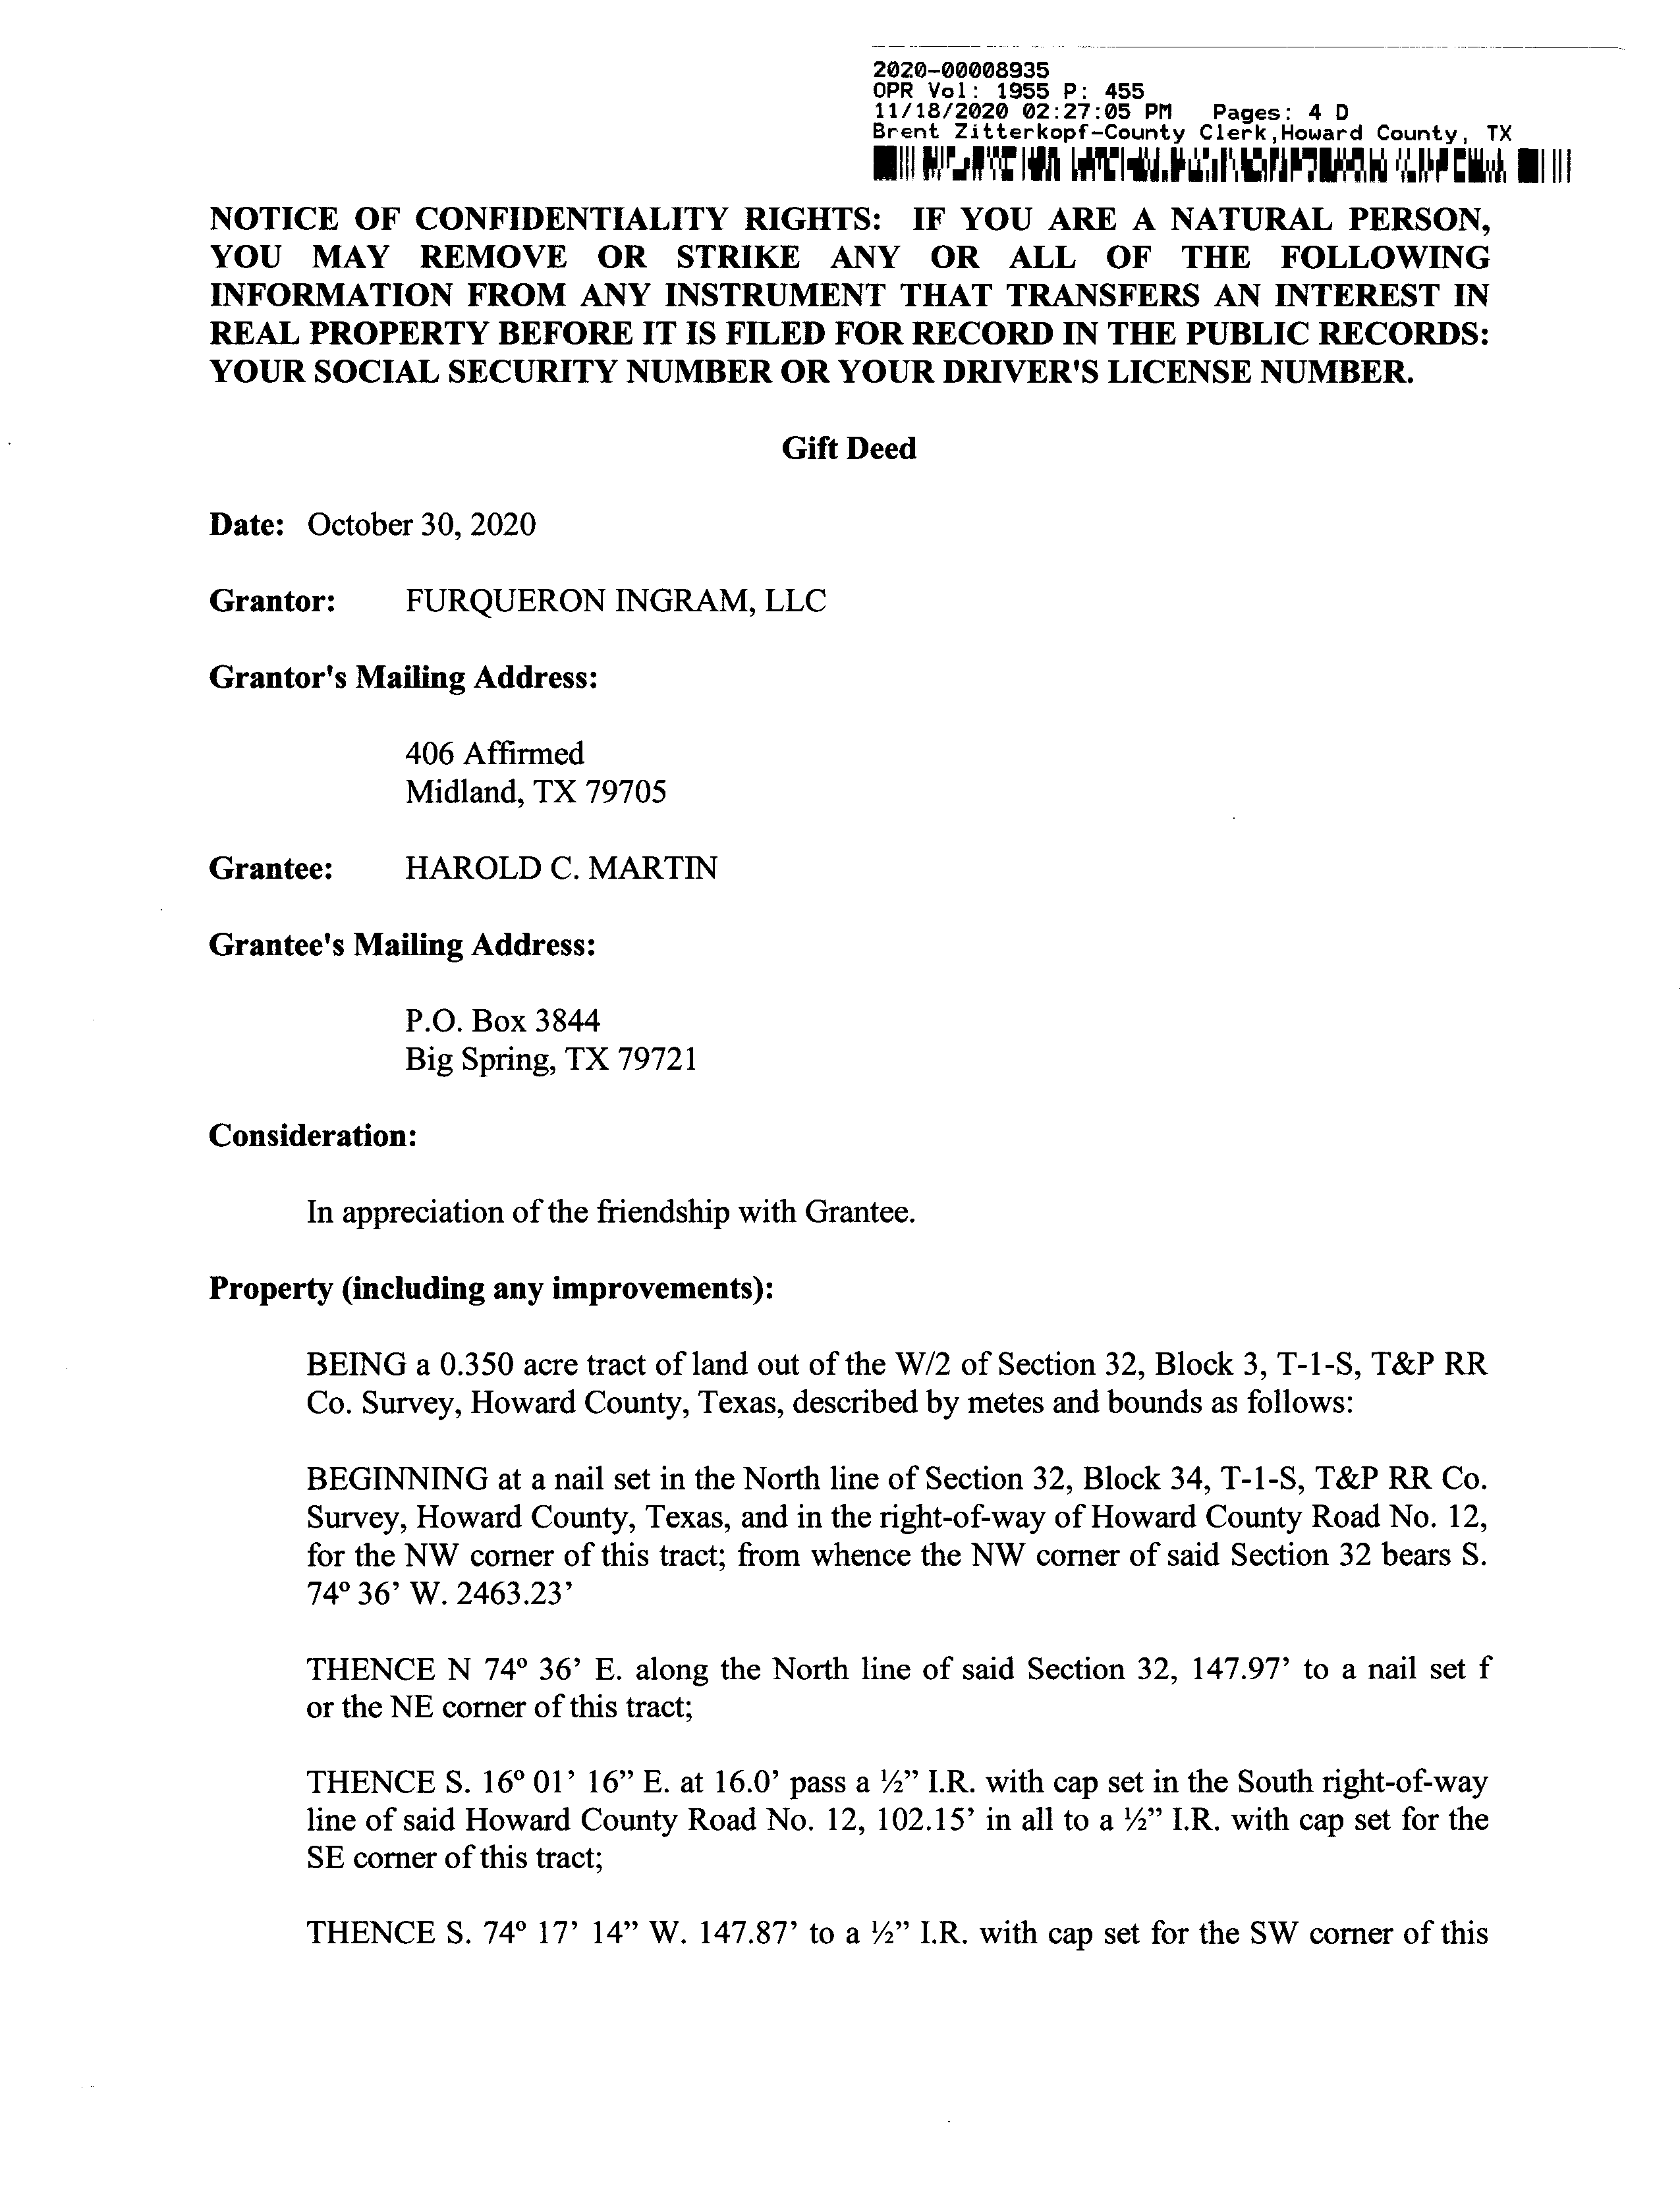 2020-00008935
OPR Vol: 1955 P: 455
11/18/2020 02:27:05 PM Pages: 4 D
Brent Zitterkopf-County Clerk,Howard County, TX
NOTICE OF CONFIDENTIALITY RIGHTS: IF YOU ARE A NATURAL PERSON,
YOU MAY REMOVE OR STRIKE ANY OR ALL OF THE FOLLOWING
INFORMATION FROM ANY INSTRUMENT THAT TRANSFERS AN INTEREST IN
REAL PROPERTY BEFORE IT IS FILED FOR RECORD IN THE PUBLIC RECORDS:
YOUR SOCIAL SECURITY NUMBER OR YOUR DRIVER'S LICENSE NUMBER.
Gift Deed
Date: October 30, 2020
Grantor: FURQUERON INGRAM, LLC
Grantor's Mailing Address:
406 Affirmed
Midland, TX 79705
Grantee: HAROLD C. MARTIN
Grantee's Mailing Address:
P.O. Box 3844
Big Spring, TX 79721
Consideration:
In appreciation of the friendship with Grantee.
Property (including any improvements):
BEING a 0.350 acre tract of land out of the W/2 of Section 32, Block 3, T-1-S, T&P RR
Co. Survey, Howard County, Texas, described by metes and bounds as follows:
BEGINNING at a nail set in the North line of Section 32, Block 34, T-1-S, T&P RR Co.
Survey, Howard County, Texas, and in the right-of-way of Howard County Road No. 12,
for the NW corner of this tract; from whence the NW corner of said Section 32 bears S.
74º 36’ W. 2463.23’
THENCE N 74º 36’ E. along the North line of said Section 32, 147.97’ to a nail set f
or the NE corner of this tract;
THENCE S. 16º 01’ 16” E. at 16.0’ pass a ½” I.R. with cap set in the South right-of-way
line of said Howard County Road No. 12, 102.15’ in all to a ½” I.R. with cap set for the
SE corner of this tract;
THENCE S. 74º 17’ 14” W. 147.87’ to a ½” I.R. with cap set for the SW corner of this